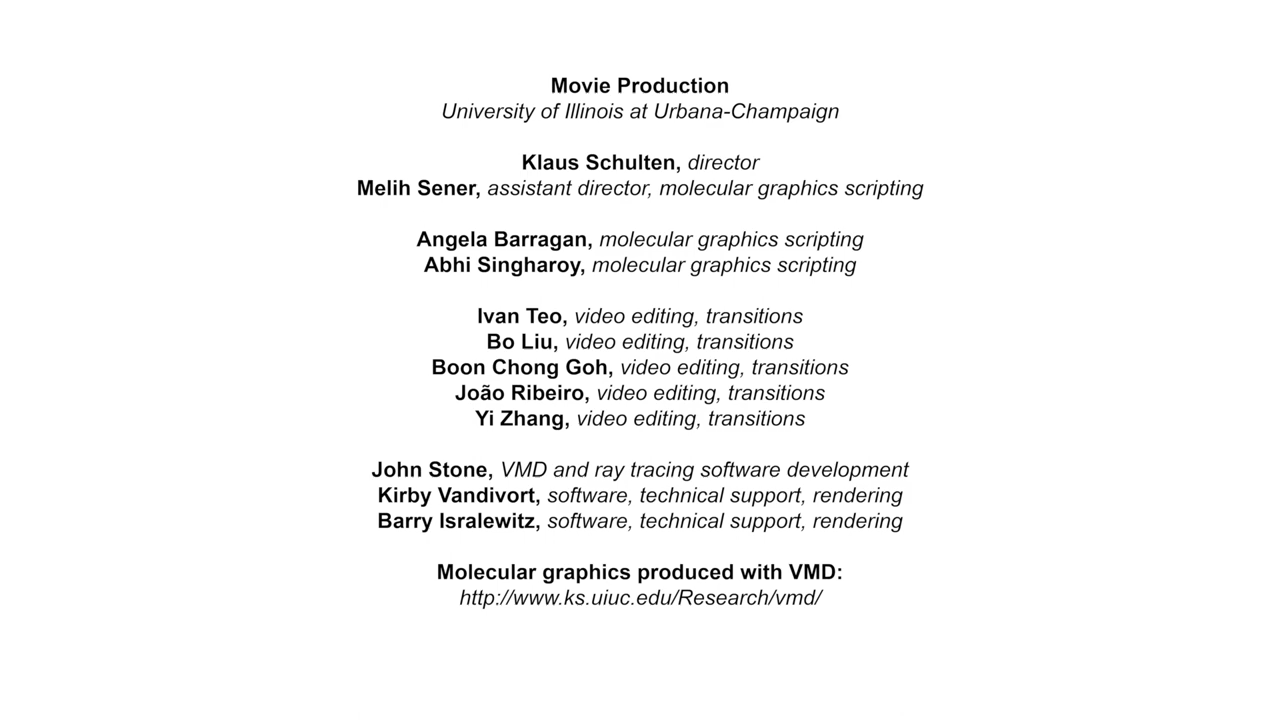 Movie Production
University of Illinois at Urbana-Champaign
Klaus Schulten, director
Melih Sener, assistant director, molecular graphics scripting
Angela Barragan, molecular graphics scripting
Abhi Singharoy, molecular graphics scripting
Ivan Teo, video editing, transitions
Bo Liu, video editing, transitions
Boon Chong Goh, video editing, transitions
João Ribeiro, video editing, transitions
Yi Zhang, video editing, transitions
John Stone, VMD and ray tracing software development
Kirby Vandivort, software, technical support, rendering
Barry Isralewitz, software, technical support, rendering
Molecular graphics produced with VMD:
http://www.ks.uiuc.edu/Research/vmd/